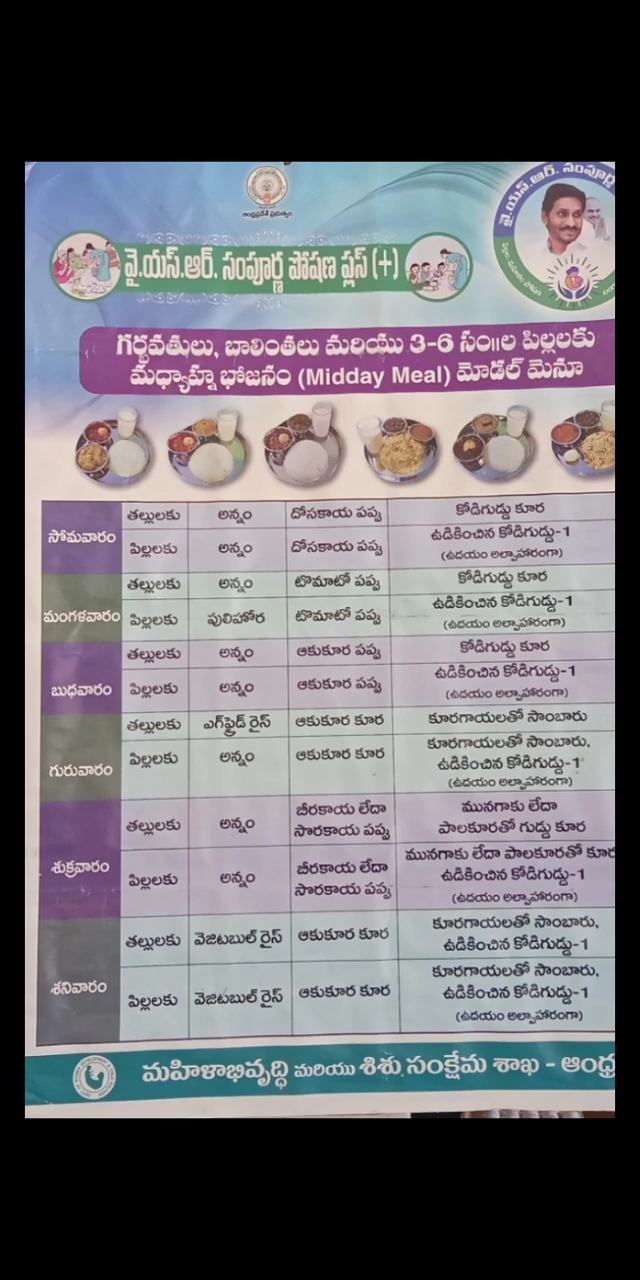 ఆంధ్రప్రదేశ్ ప్రభుత్వం
వై.యస్.ఆర్. సంపూర్ణ
వై.యస్.ఆర్. సంపూర్ణ పోషణ ప్లస్ (+)
గర్భవతులు, బాలింతలు మరియు 3-6 సం॥ల పిల్లలకు
మధ్యాహ్న భోజనం (Midday Meal) మోడల్ మెనూ
సోమవారం
తల్లులకు అన్నం దోసకాయ పప్పు కోడిగుడ్డు కూర
పిల్లలకు అన్నం దోసకాయ పప్పు ఉడికించిన కోడిగుడ్డు-1
(ఉదయం అల్పాహారంగా)
మంగళవారం
తల్లులకు అన్నం టొమాటో పప్పు కోడిగుడ్డు కూర
పిల్లలకు పులిహోర టొమాటో పప్పు ఉడికించిన కోడిగుడ్డు-1
(ఉదయం అల్పాహారంగా)
బుధవారం
తల్లులకు అన్నం ఆకుకూర పప్పు కోడిగుడ్డు కూర
పిల్లలకు అన్నం ఆకుకూర పప్పు ఉడికించిన కోడిగుడ్డు-1
(ఉదయం అల్పాహారంగా)
గురువారం
తల్లులకు ఎగ్‌ఫ్రైడ్ రైస్ ఆకుకూర కూర కూరగాయలతో సాంబారు
పిల్లలకు అన్నం ఆకుకూర కూర కూరగాయలతో సాంబారు,
ఉడికించిన కోడిగుడ్డు-1
(ఉదయం అల్పాహారంగా)
శుక్రవారం
తల్లులకు అన్నం బీరకాయ లేదా మునగాకు లేదా
సొరకాయ పప్పు పాలకూరతో గుడ్డు కూర
పిల్లలకు అన్నం బీరకాయ లేదా మునగాకు లేదా పాలకూరతో కూర
సొరకాయ పప్పు ఉడికించిన కోడిగుడ్డు-1
(ఉదయం అల్పాహారంగా)
శనివారం
తల్లులకు వెజిటబుల్ రైస్ ఆకుకూర కూర కూరగాయలతో సాంబారు,
ఉడికించిన కోడిగుడ్డు-1
పిల్లలకు వెజిటబుల్ రైస్ ఆకుకూర కూర కూరగాయలతో సాంబారు,
ఉడికించిన కోడిగుడ్డు-1
(ఉదయం అల్పాహారంగా)
మహిళాభివృద్ధి మరియు శిశు సంక్షేమ శాఖ - ఆంధ్ర